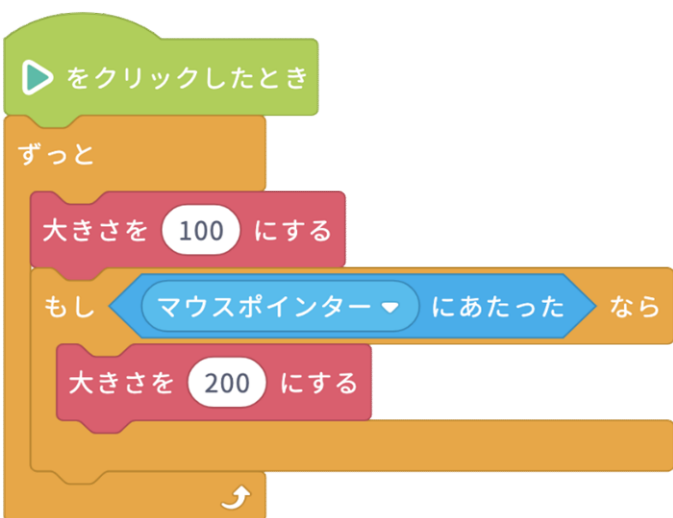 をクリックしたとき
ずっと
大きさを 100 にする
もし マウスポインター にあたった なら
大きさを 200 にする